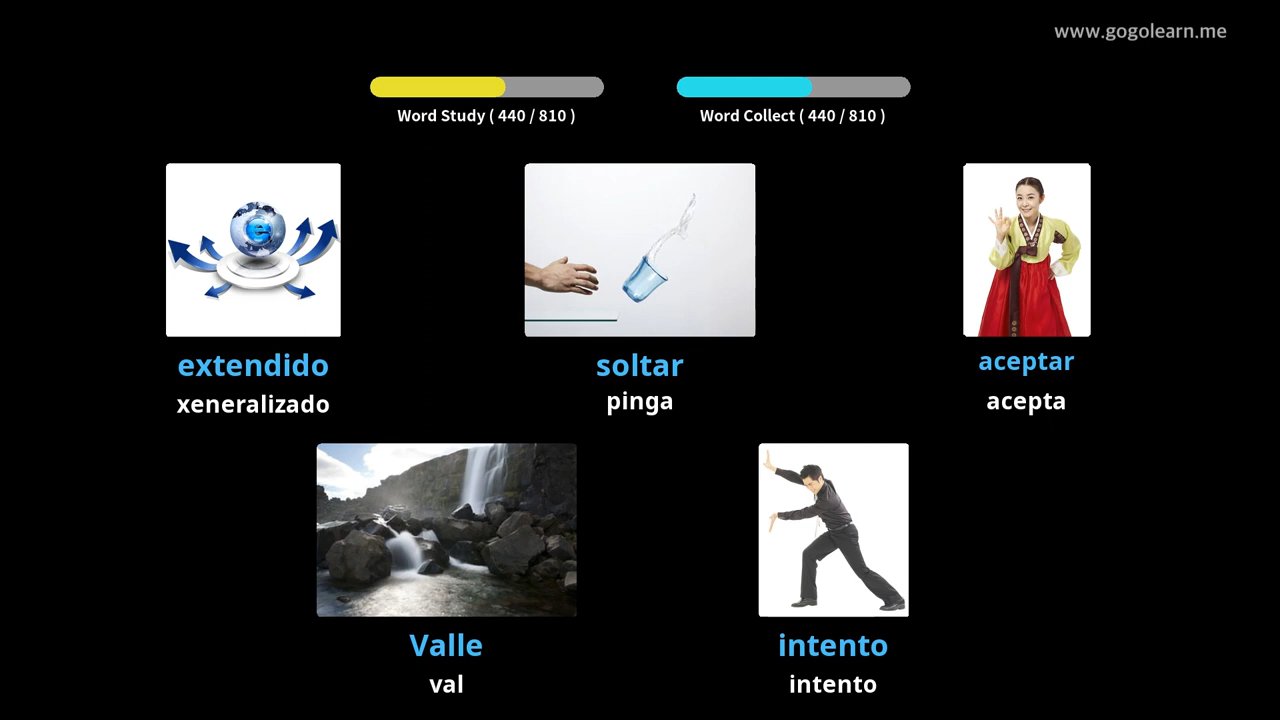 www.gogolearn.me
Word Study ( 440 / 810 )
Word Collect ( 440 / 810 )
e
extendido
xeneralizado
soltar
pinga
aceptar
acepta
Valle
val
intento
intento